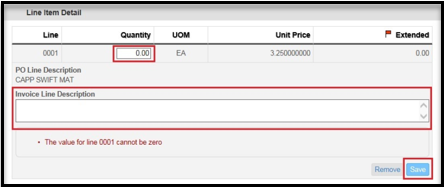 Line Item Detail
Line Quantity UOM Unit Price Extended
0001 0.00 EA 3.250000000 0.00
PO Line Description
CAPP SWIFT MAT
Invoice Line Description
• The value for line 0001 cannot be zero
Remove Save